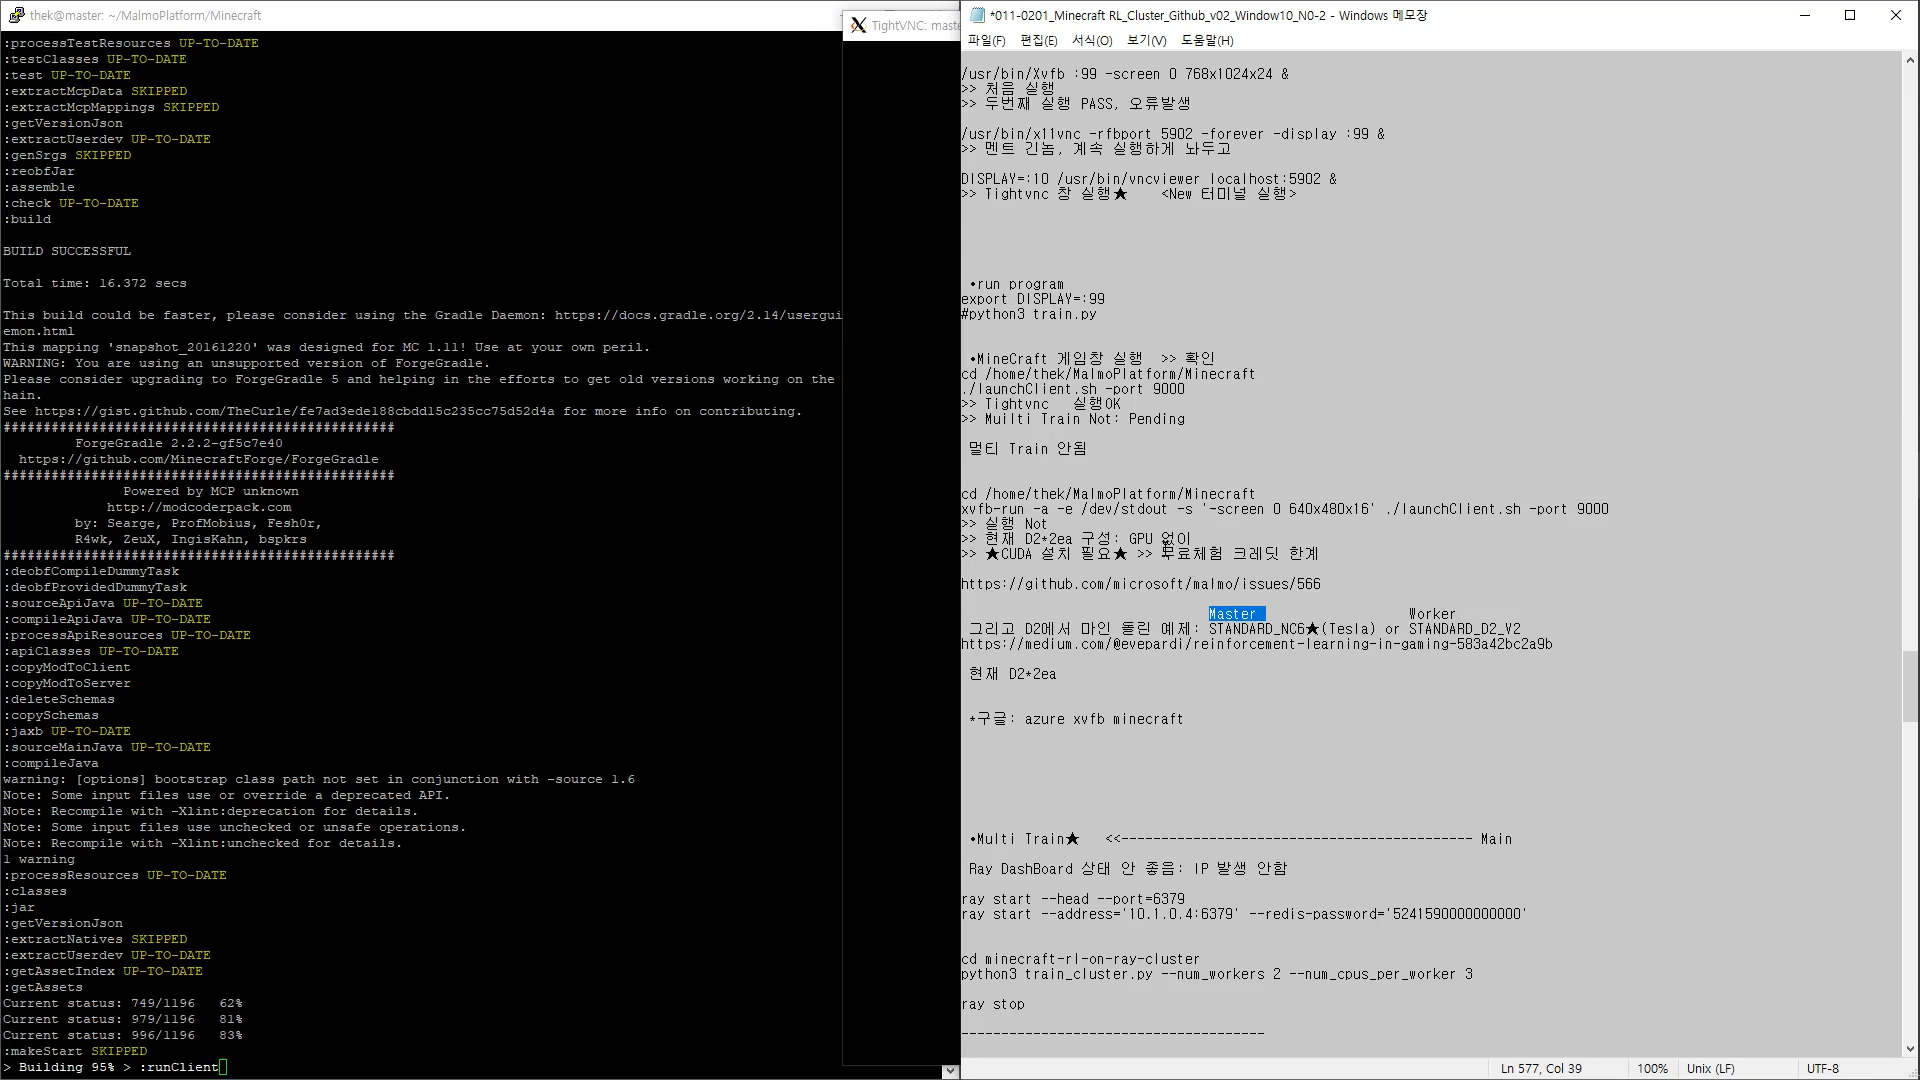 thek@master: ~/MalmoPlatform/Minecraft
:processTestResources UP-TO-DATE
:testClasses UP-TO-DATE
:test UP-TO-DATE
:extractMcpData SKIPPED
:extractMcpMappings SKIPPED
:getVersionJson
:extractUserdev UP-TO-DATE
:genSrgs SKIPPED
:reobfJar
:assemble
:check UP-TO-DATE
:build
BUILD SUCCESSFUL
Total time: 16.372 secs
This build could be faster, please consider using the Gradle Daemon: https://docs.gradle.org/2.14/usergui
emon.html
This mapping 'snapshot_20161220' was designed for MC 1.11! Use at your own peril.
WARNING: You are using an unsupported version of ForgeGradle.
Please consider upgrading to ForgeGradle 5 and helping in the efforts to get old versions working on the
hain.
See https://gist.github.com/TheCurle/fe7ad3ede188cbdd15c235cc75d52d4a for more info on contributing.
#################################################
ForgeGradle 2.2.2-gf5c7e40
https://github.com/MinecraftForge/ForgeGradle
#################################################
Powered by MCP unknown
http://modcoderpack.com
by: Searge, ProfMobius, Fesh0r,
R4wk, ZeuX, IngisKahn, bspkrs
#################################################
:deobfCompileDummyTask
:deobfProvidedDummyTask
:sourceApiJava UP-TO-DATE
:compileApiJava UP-TO-DATE
:processApiResources UP-TO-DATE
:apiClasses UP-TO-DATE
:copyModToClient
:copyModToServer
:deleteSchemas
:copySchemas
:jaxb UP-TO-DATE
:sourceMainJava UP-TO-DATE
:compileJava
warning: [options] bootstrap class path not set in conjunction with -source 1.6
Note: Some input files use or override a deprecated API.
Note: Recompile with -Xlint:deprecation for details.
Note: Some input files use unchecked or unsafe operations.
Note: Recompile with -Xlint:unchecked for details.
1 warning
:processResources UP-TO-DATE
:classes
:jar
:getVersionJson
:extractNatives SKIPPED
:extractUserdev UP-TO-DATE
:getAssetIndex UP-TO-DATE
:getAssets
Current status: 749/1196   62%
Current status: 979/1196   81%
Current status: 996/1196   83%
:makeStart SKIPPED
> Building 95% > :runClient
TightVNC: maste
*011-0201_Minecraft RL_Cluster_Github_v02_Window10_N0-2 - Windows 메모장
파일(F) 편집(E) 서식(O) 보기(V) 도움말(H)
/usr/bin/Xvfb :99 -screen 0 768x1024x24 &
>> 처음 실행
>> 두번째 실행 PASS, 오류발생
/usr/bin/x11vnc -rfbport 5902 -forever -display :99 &
>> 멘트 긴놈, 계속 실행하게 놔두고
DISPLAY=:10 /usr/bin/vncviewer localhost:5902 &
>> Tightvnc 창 실행★    <New 터미널 실행>
•run program
export DISPLAY=:99
#python3 train.py
•MineCraft 게임창 실행  >> 확인
cd /home/thek/MalmoPlatform/Minecraft
./launchClient.sh -port 9000
>> Tightvnc   실행OK
>> Muilti Train Not: Pending
멀티 Train 안됨
cd /home/thek/MalmoPlatform/Minecraft
xvfb-run -a -e /dev/stdout -s '-screen 0 640x480x16' ./launchClient.sh -port 9000
>> 실행 Not
>> 현재 D2*2ea 구성: GPU 없이
>> ★CUDA 설치 필요★ >> 무료체험 크레딧 한계
https://github.com/microsoft/malmo/issues/566
Master                  Worker
그리고 D2에서 마인 돌린 예제: STANDARD_NC6★(Tesla) or STANDARD_D2_V2
https://medium.com/@evepardi/reinforcement-learning-in-gaming-583a42bc2a9b
현재 D2*2ea
*구글: azure xvfb minecraft
•Multi Train★   <<-------------------------------------------- Main
Ray DashBoard 상태 안 좋음: IP 발생 안함
ray start --head --port=6379
ray start --address='10.1.0.4:6379' --redis-password='5241590000000000'
cd minecraft-rl-on-ray-cluster
python3 train_cluster.py --num_workers 2 --num_cpus_per_worker 3
ray stop
--------------------------------------
Ln 577, Col 39    100%    Unix (LF)    UTF-8